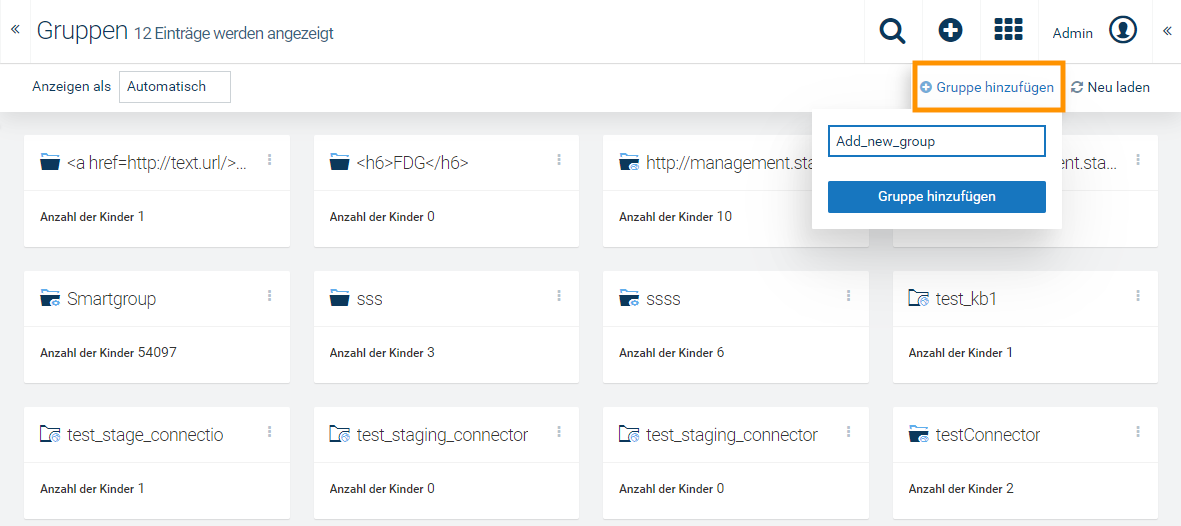 Gruppen 12 Einträge werden angezeigt
Admin
Anzeigen als Automatisch
Gruppe hinzufügen
Neu laden
Add_new_group
Gruppe hinzufügen
<a href=http://text.url/>...
<h6>FDG</h6>
http://management.sta
ent.sta...
Anzahl der Kinder 1
Anzahl der Kinder 0
Anzahl der Kinder 10
Smartgroup
sss
ssss
test_kb1
Anzahl der Kinder 54097
Anzahl der Kinder 3
Anzahl der Kinder 6
Anzahl der Kinder 1
test_stage_connectio
test_staging_connector
test_staging_connector
testConnector
Anzahl der Kinder 1
Anzahl der Kinder 0
Anzahl der Kinder 0
Anzahl der Kinder 2